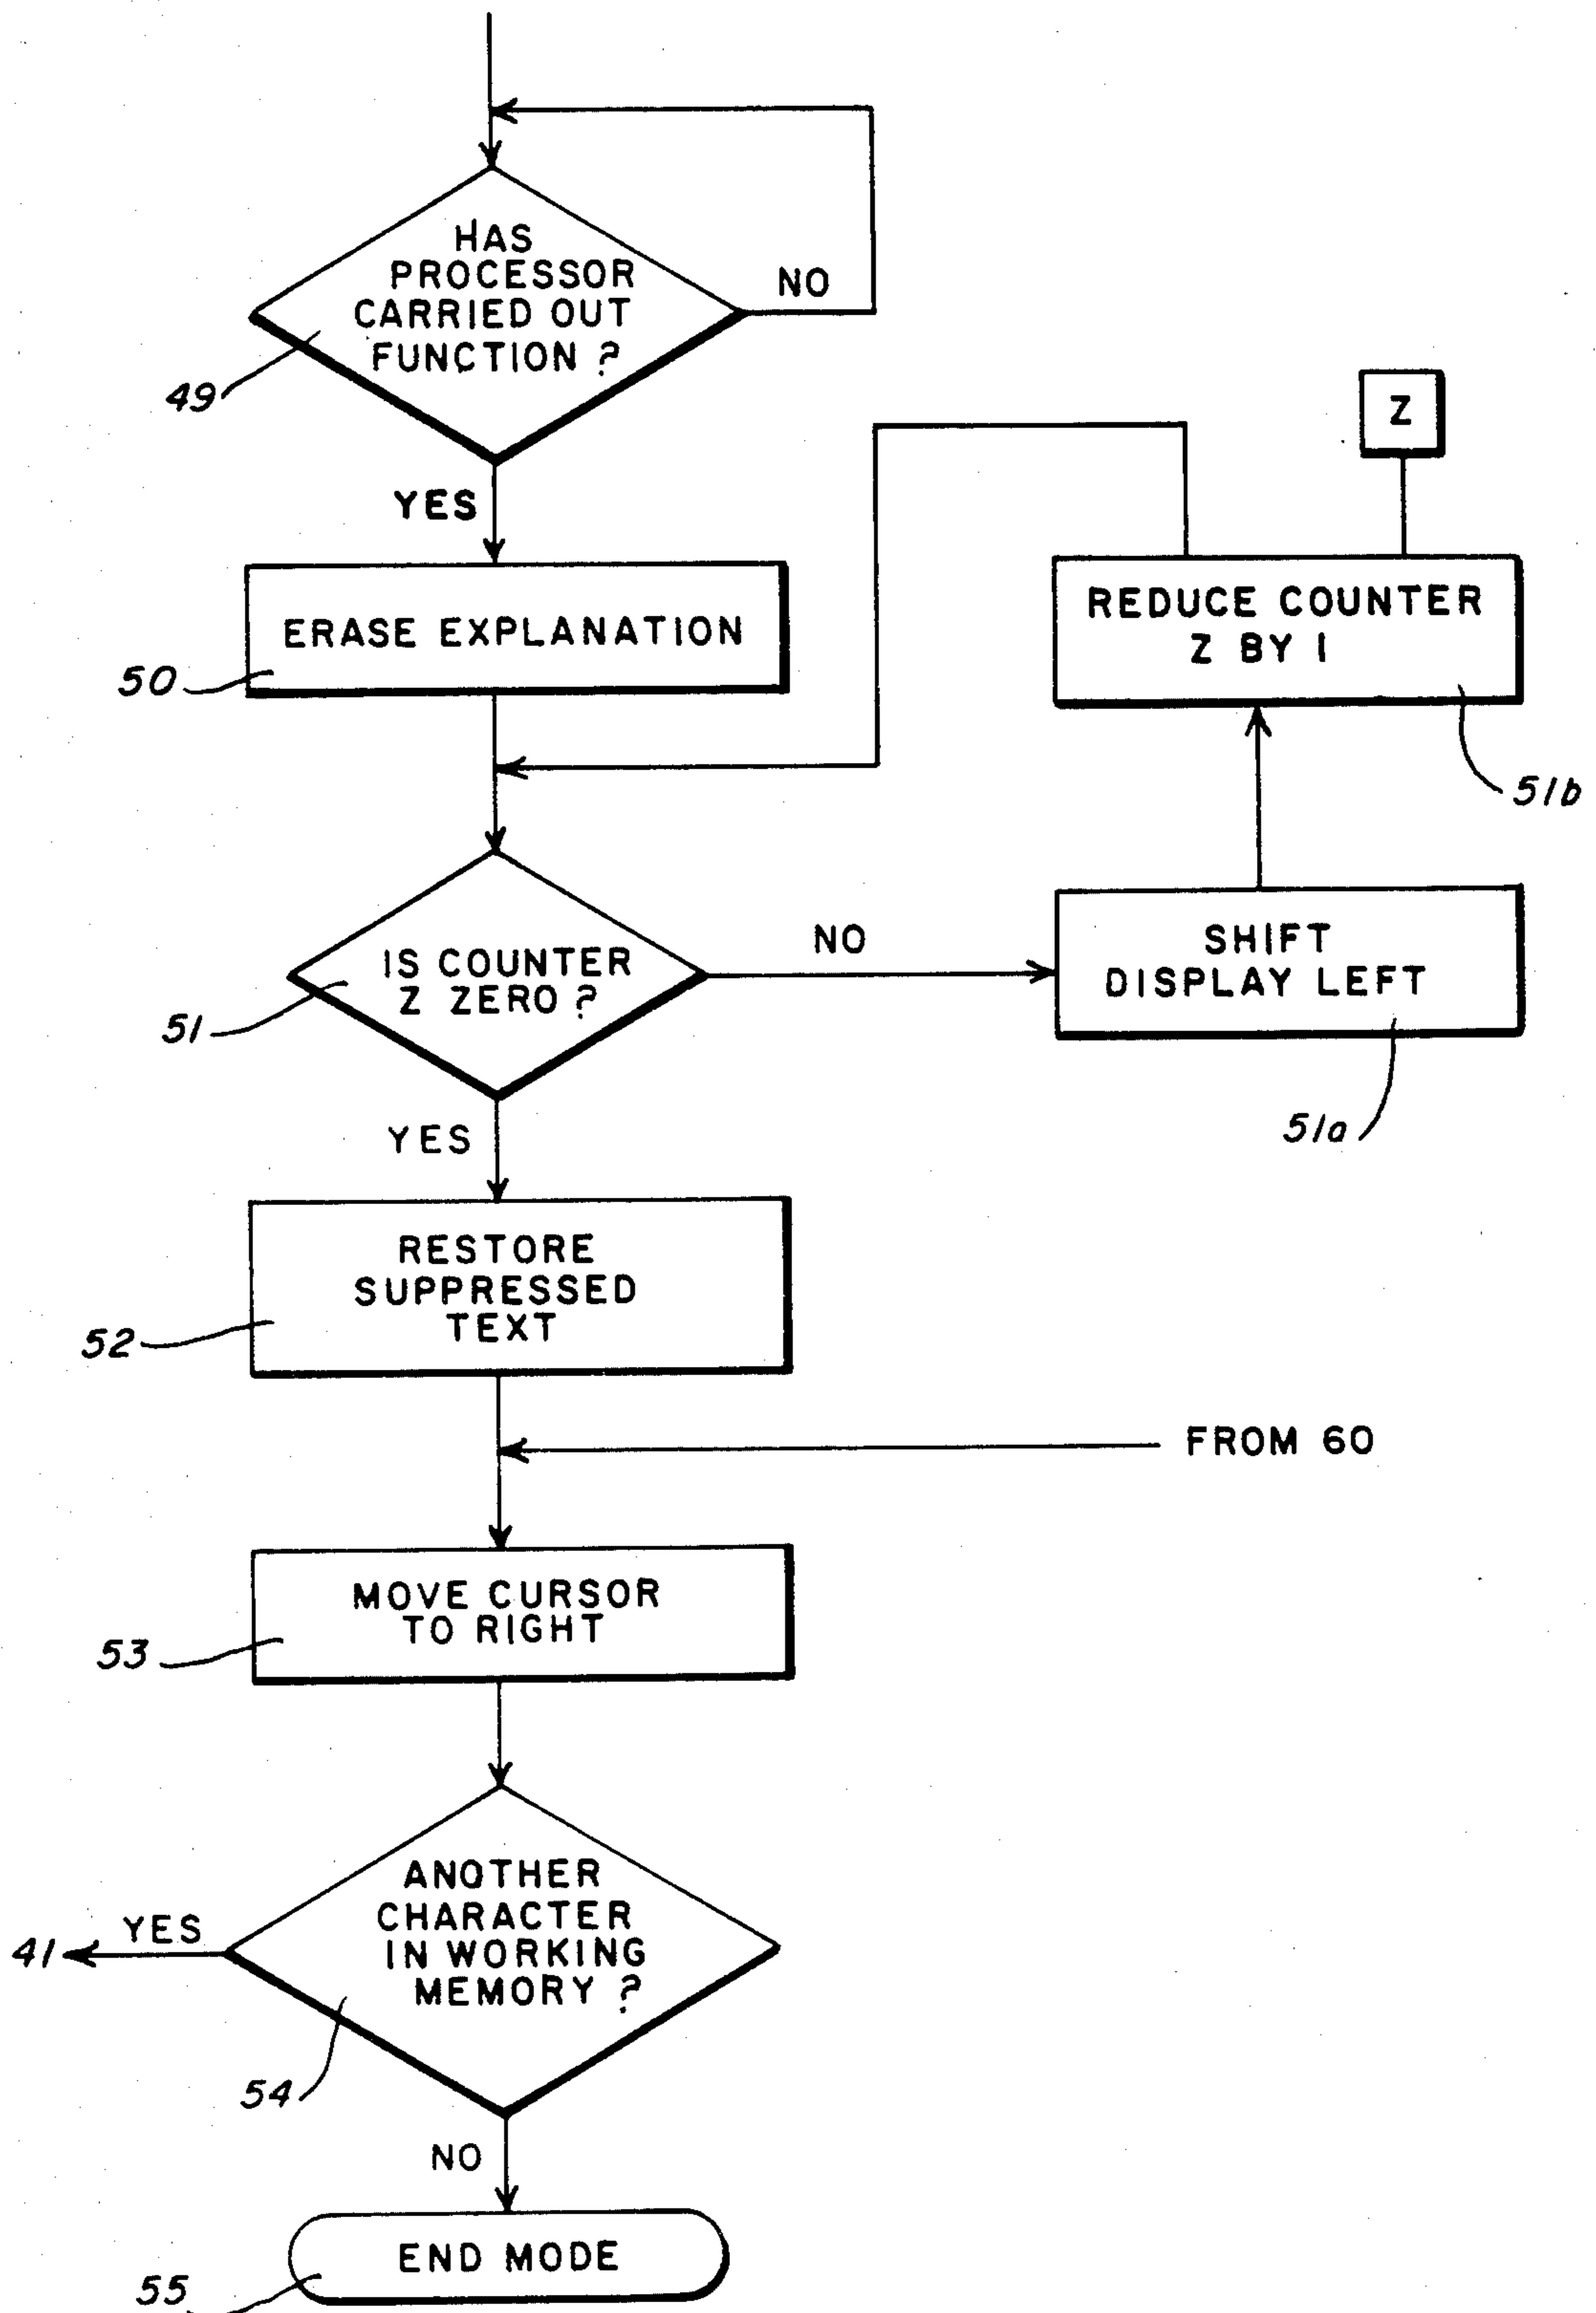 HAS
PROCESSOR
CARRIED OUT
FUNCTION ?
NO
49
YES
Z
ERASE EXPLANATION
50
REDUCE COUNTER
Z BY 1
51b
IS COUNTER
Z ZERO ?
51
NO
SHIFT
DISPLAY LEFT
51a
YES
RESTORE
SUPPRESSED
TEXT
52
FROM 60
MOVE CURSOR
TO RIGHT
53
ANOTHER
CHARACTER
IN WORKING
MEMORY ?
YES
41
54
NO
END MODE
55